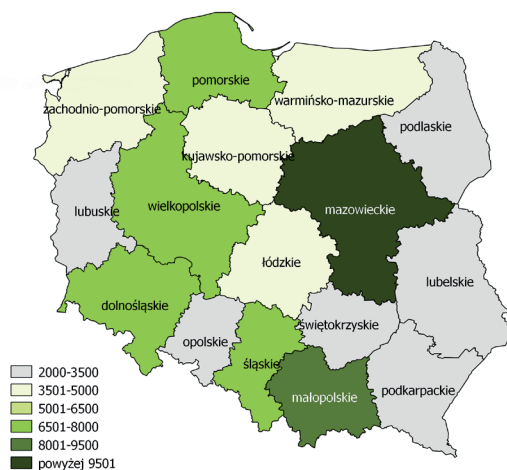 pomorskie
zachodnio-pomorskie
warmińsko-mazurskie
podlaskie
kujawsko-pomorskie
lubuskie
wielkopolskie
mazowieckie
łódzkie
lubelskie
dolnośląskie
świętokrzyskie
opolskie
śląskie
podkarpackie
małopolskie
2000-3500
3501-5000
5001-6500
6501-8000
8001-9500
powyżej 9501